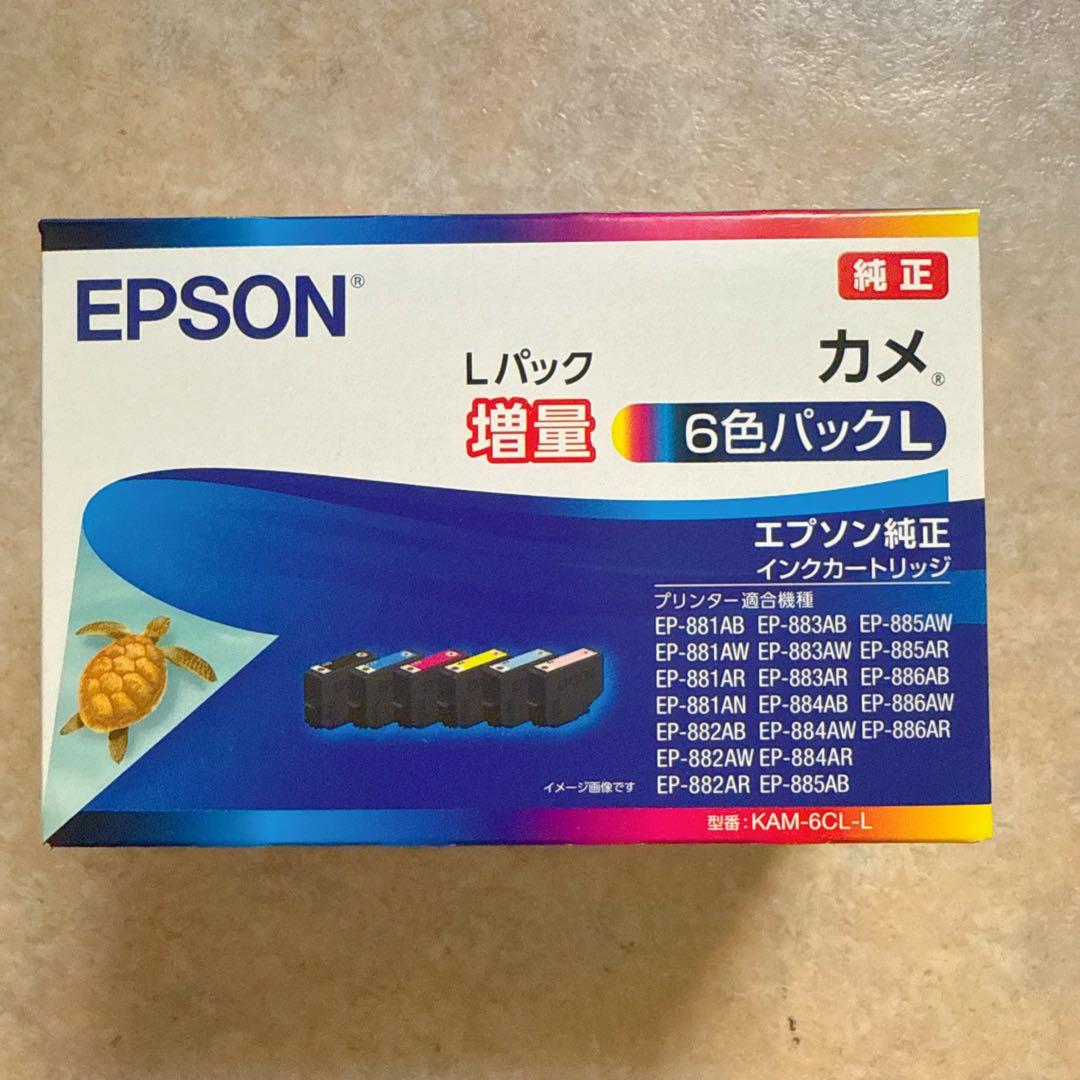 EPSON®
純正
カメ®
Lパック
増量
6色パックL
エプソン純正
インクカートリッジ
プリンター適合機種
EP-881AB EP-883AB EP-885AW
EP-881AW EP-883AW EP-885AR
EP-881AR EP-883AR EP-886AB
EP-881AN EP-884AB EP-886AW
EP-882AB EP-884AW EP-886AR
EP-882AW EP-884AR
EP-882AR EP-885AB
イメージ画像です
型番:KAM-6CL-L